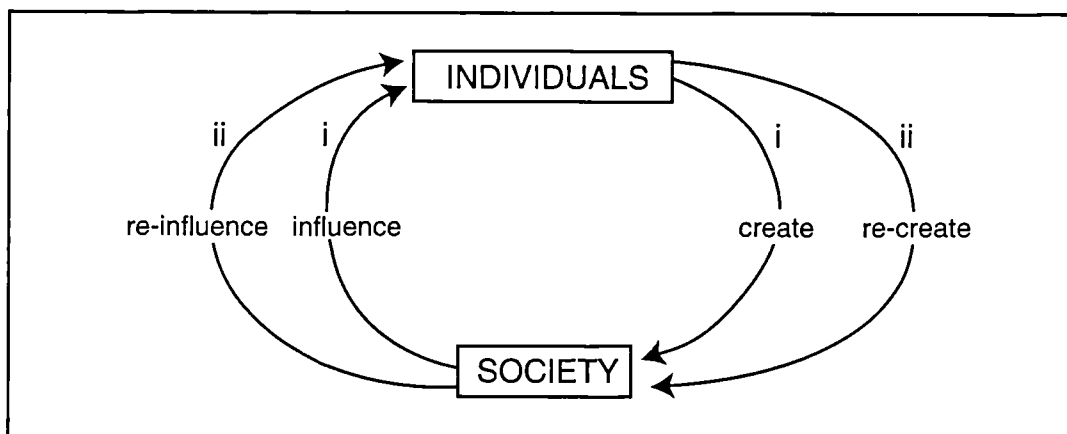 INDIVIDUALS
ii i i ii
re-influence influence create re-create
SOCIETY